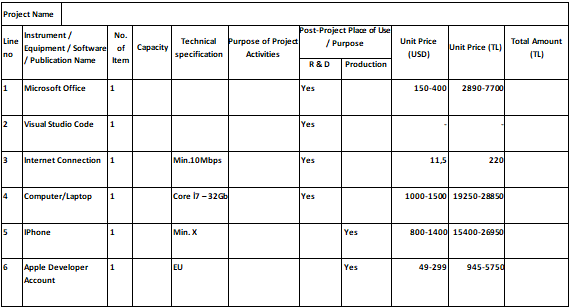 Project Name
Line no Instrument / Equipment / Software / Publication Name No. of Item Capacity Technical specification Purpose of Project Activities Post-Project Place of Use / Purpose Unit Price (USD) Unit Price (TL) Total Amount (TL)
R & D Production
1 Microsoft Office 1 Yes 150-400 2890-7700
2 Visual Studio Code 1 Yes - -
3 Internet Connection 1 Min.10Mbps Yes 11,5 220
4 Computer/Laptop 1 Core İ7 – 32Gb Yes 1000-1500 19250-28850
5 IPhone 1 Min. X Yes 800-1400 15400-26950
6 Apple Developer Account 1 EU Yes 49-299 945-5750